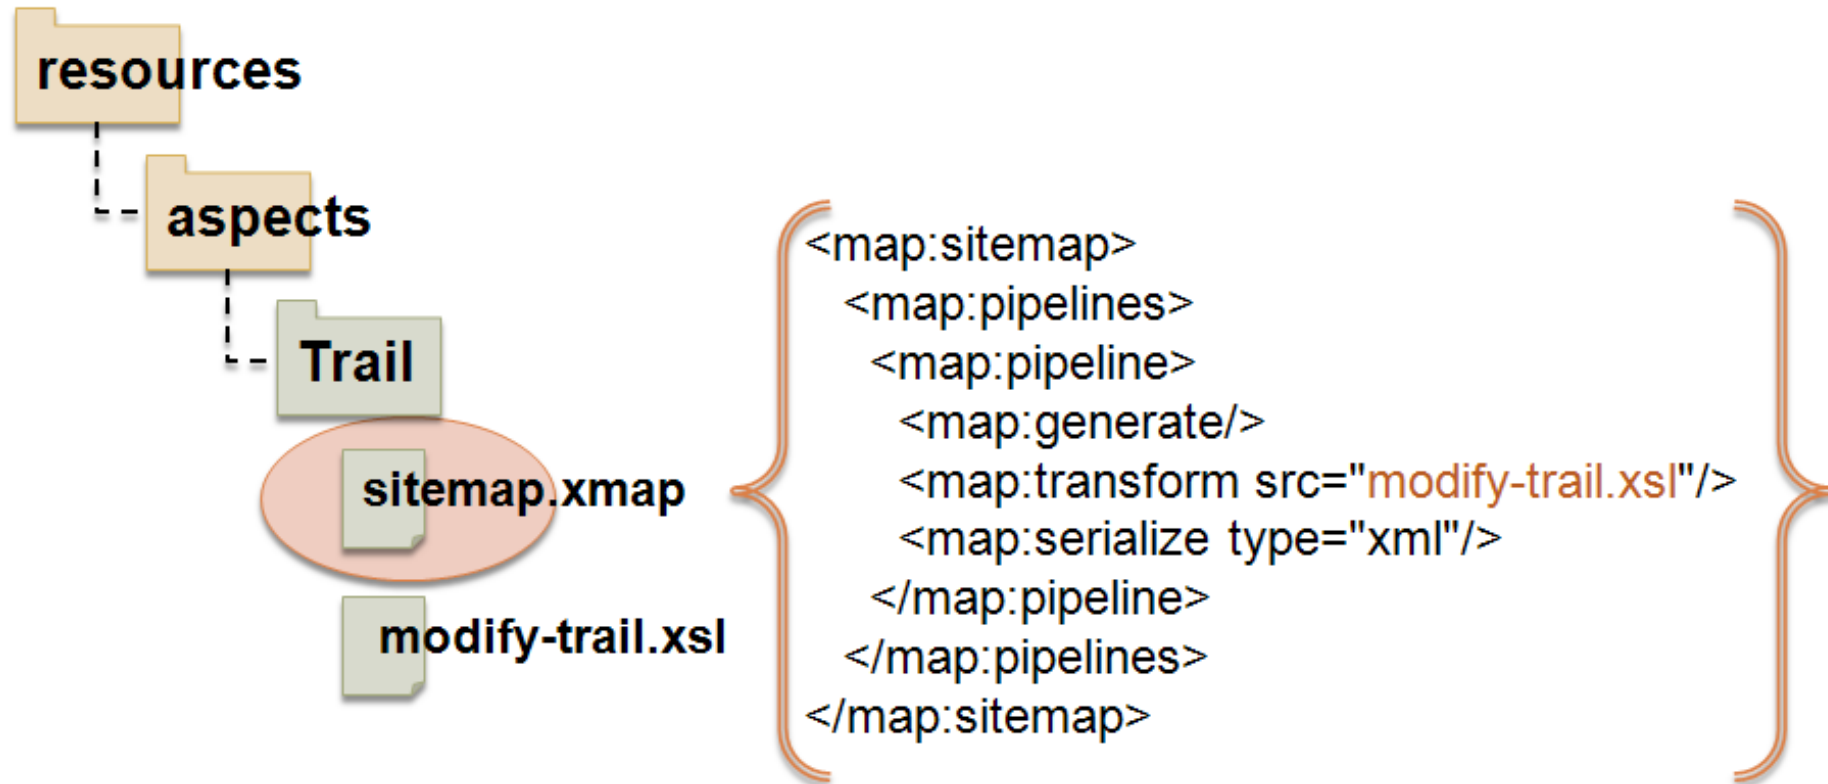 resources
aspects
Trail
sitemap.xmap
modify-trail.xsl
<map:sitemap>
<map:pipelines>
<map:pipeline>
<map:generate/>
<map:transform src="modify-trail.xsl"/>
<map:serialize type="xml"/>
</map:pipeline>
</map:pipelines>
</map:sitemap>